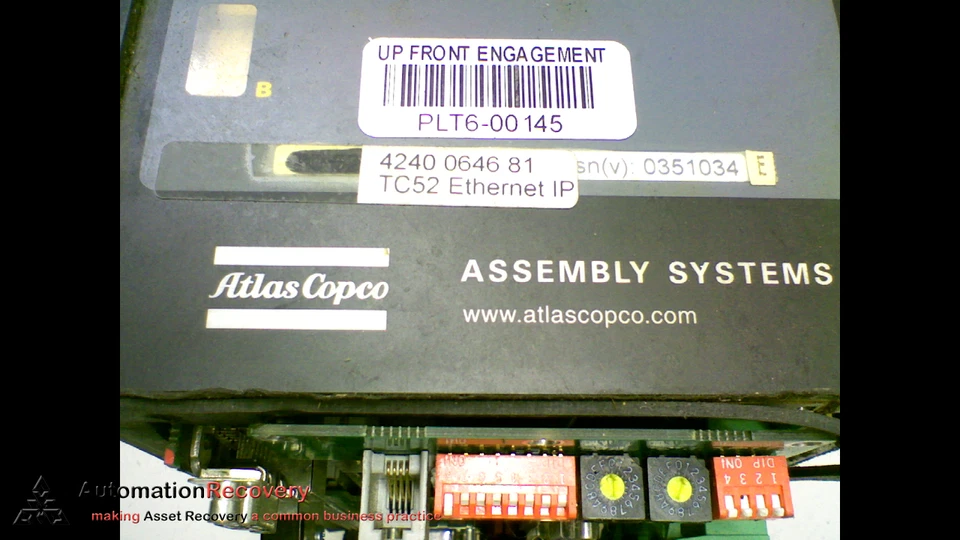 UP FRONT ENGAGEMENT
PLT6-00145
B
4240 0646 81
TC52 Ethernet IP
sn(v): 0351034
E
Atlas Copco
ASSEMBLY SYSTEMS
www.atlascopco.com
DIP ON
1 2 3 4
AutomationRecovery
making Asset Recovery a common business practice